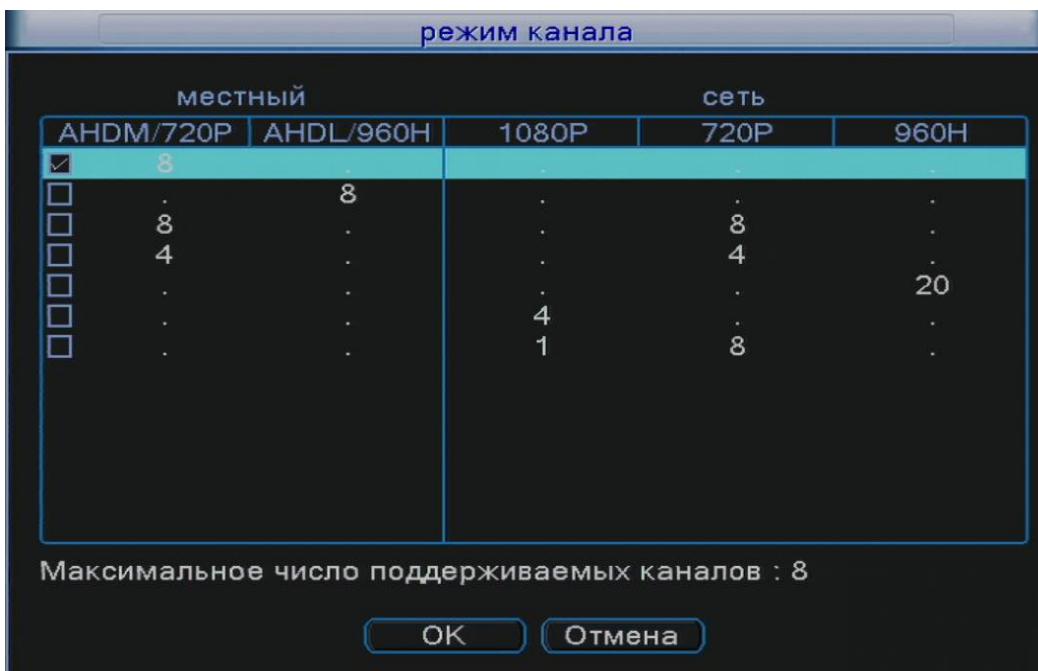 режим канала
местный сеть
AHDM/720P AHDL/960H 1080P 720P 960H
8 . . . .
. 8 . . .
8 . . 8 .
4 . . 4 .
. . . . 20
. . 4 . .
. . 1 8 .
Максимальное число поддерживаемых каналов : 8
OK Отмена